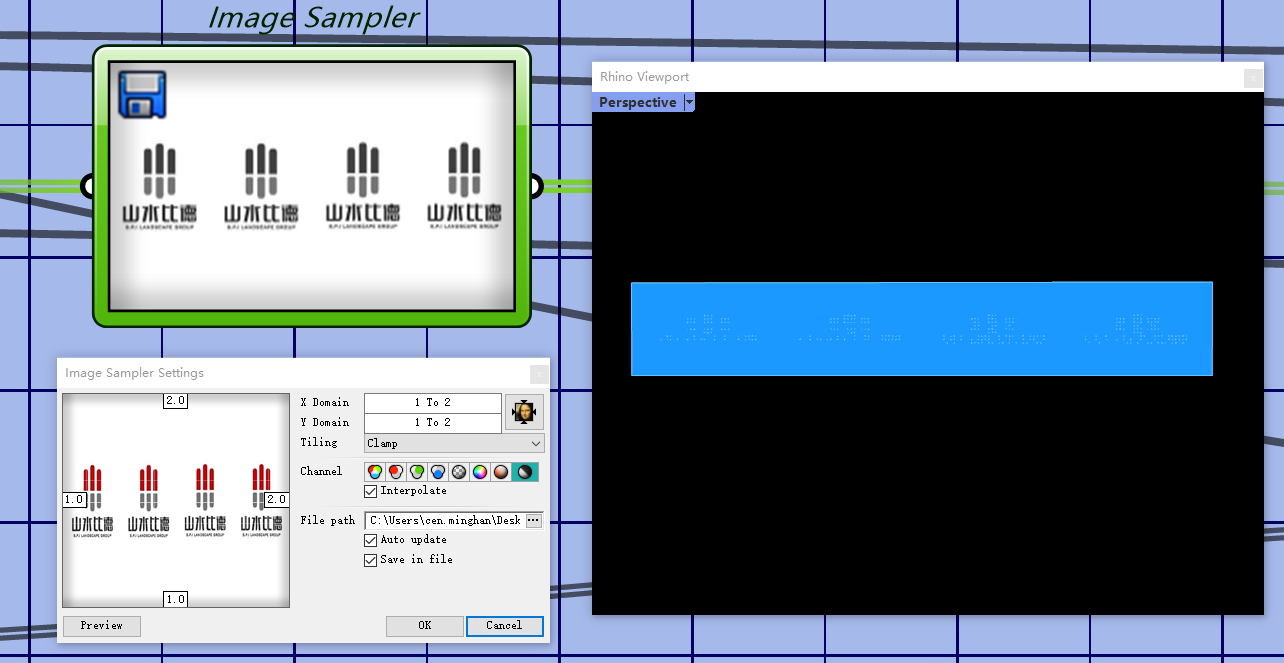 Image Sampler
山水比德 山水比德 山水比德 山水比德
S.P.I LANDSCAPE GROUP S.P.I LANDSCAPE GROUP S.P.I LANDSCAPE GROUP S.P.I LANDSCAPE GROUP
Rhino Viewport
Perspective
Image Sampler Settings
2.0
1.0
2.0
山水比德 山水比德 山水比德 山水比德
S.P.I LANDSCAPE GROUP S.P.I LANDSCAPE GROUP S.P.I LANDSCAPE GROUP S.P.I LANDSCAPE GROUP
1.0
X Domain 1 To 2
Y Domain 1 To 2
Tiling Clamp
Channel
Interpolate
File path C:\Users\cen.minghan\Desk ...
Auto update
Save in file
Preview OK Cancel